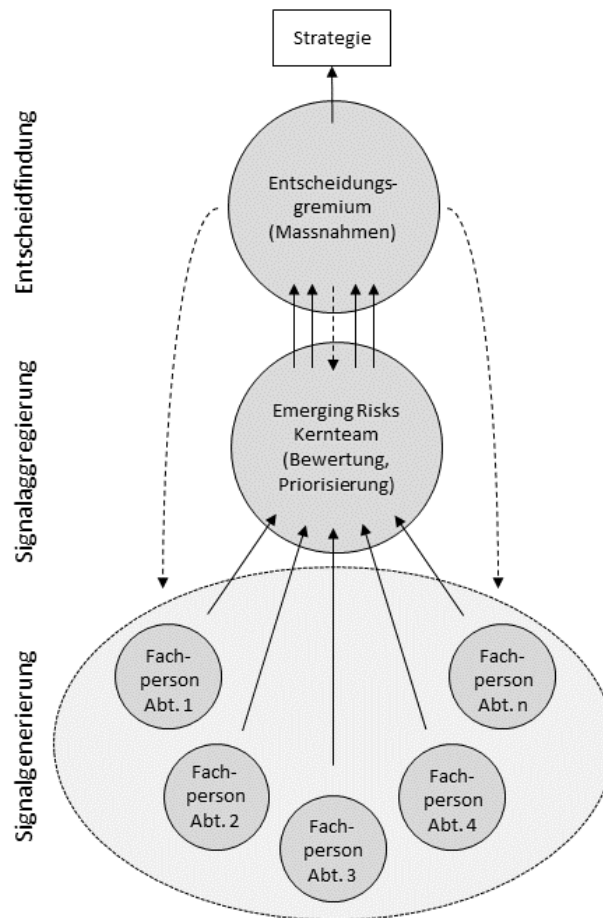 Strategie
Entscheidfindung
Entscheidungs-
gremium
(Massnahmen)
Signalaggregierung
Emerging Risks
Kernteam
(Bewertung,
Priorisierung)
Signalgenerierung
Fach-
person
Abt. 1
Fach-
person
Abt. 2
Fach-
person
Abt. 3
Fach-
person
Abt. 4
Fach-
person
Abt. n